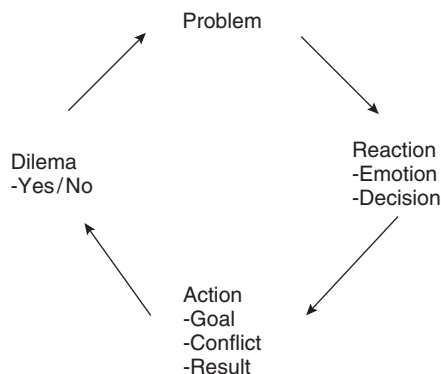 Problem
Reaction
-Emotion
-Decision
Action
-Goal
-Conflict
-Result
Dilema
-Yes/No